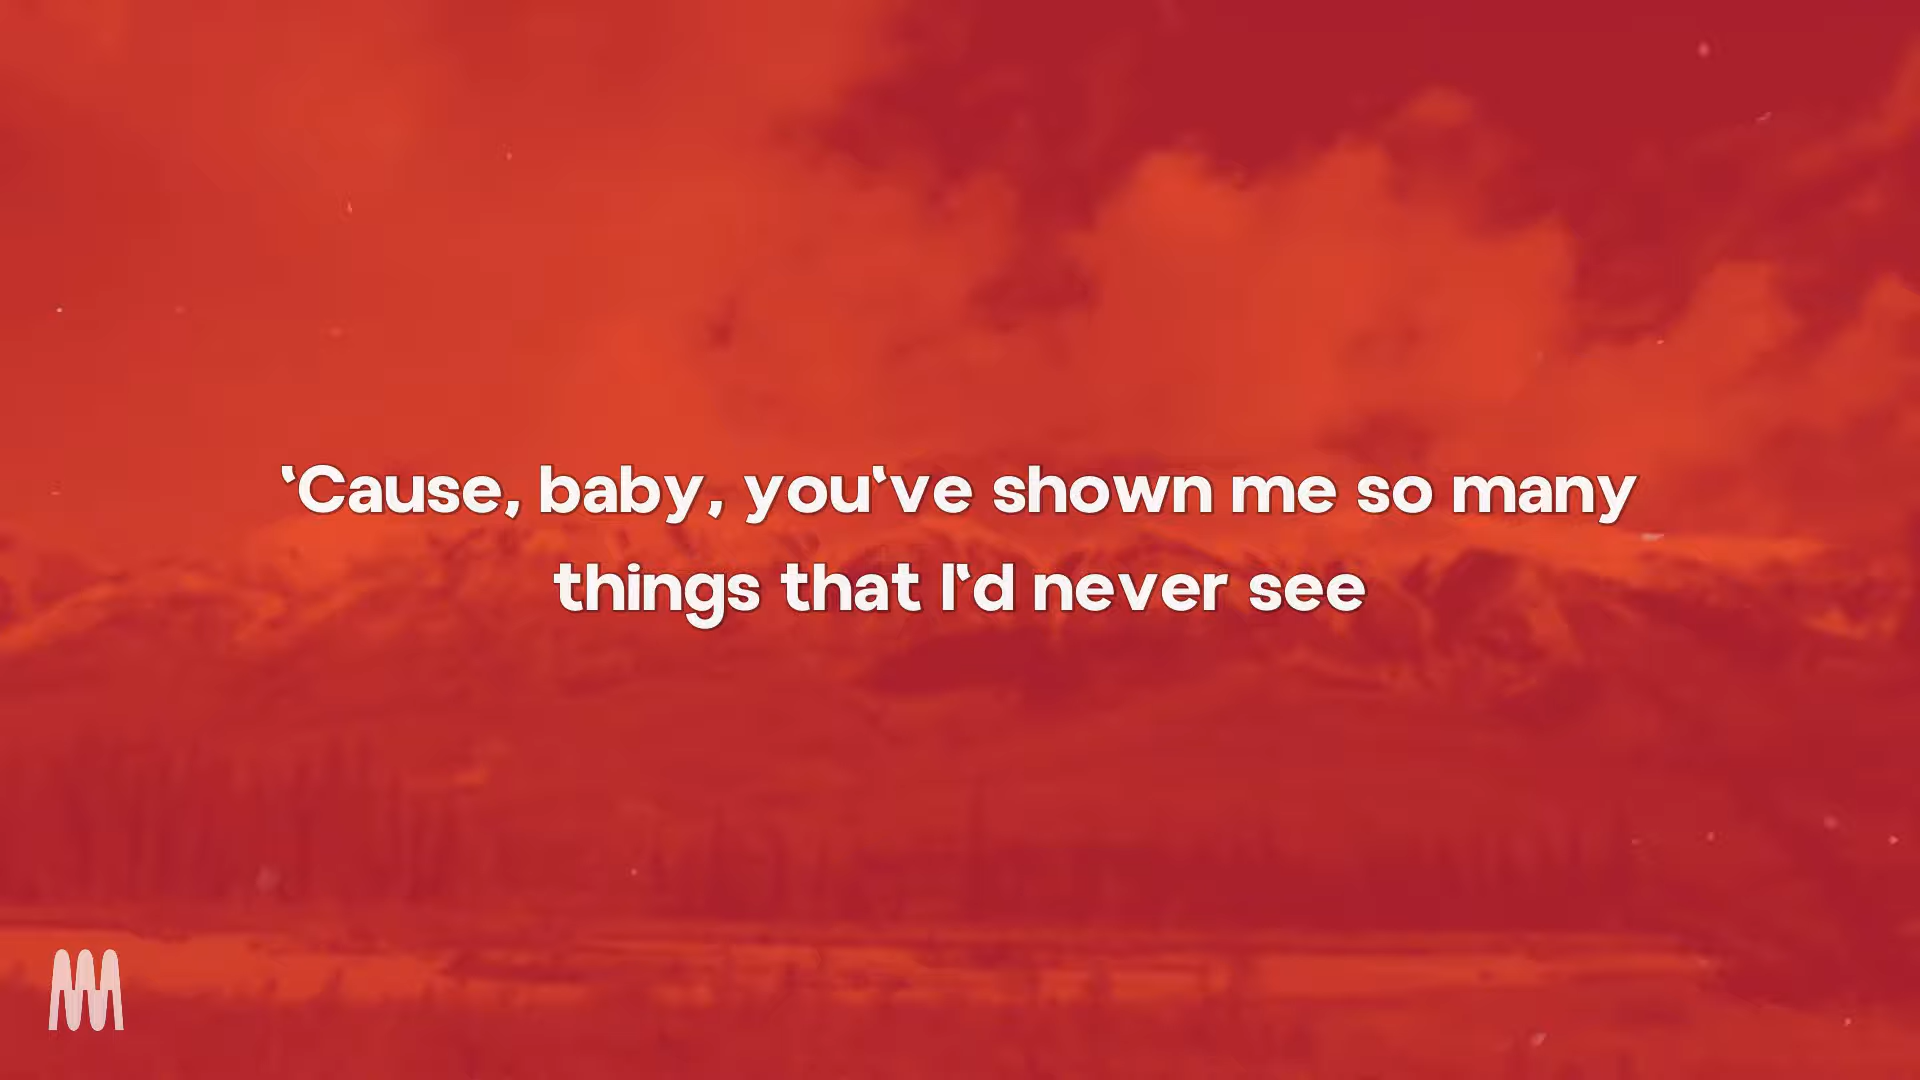 ‘Cause, baby, you‘ve shown me so many
things that I‘d never see